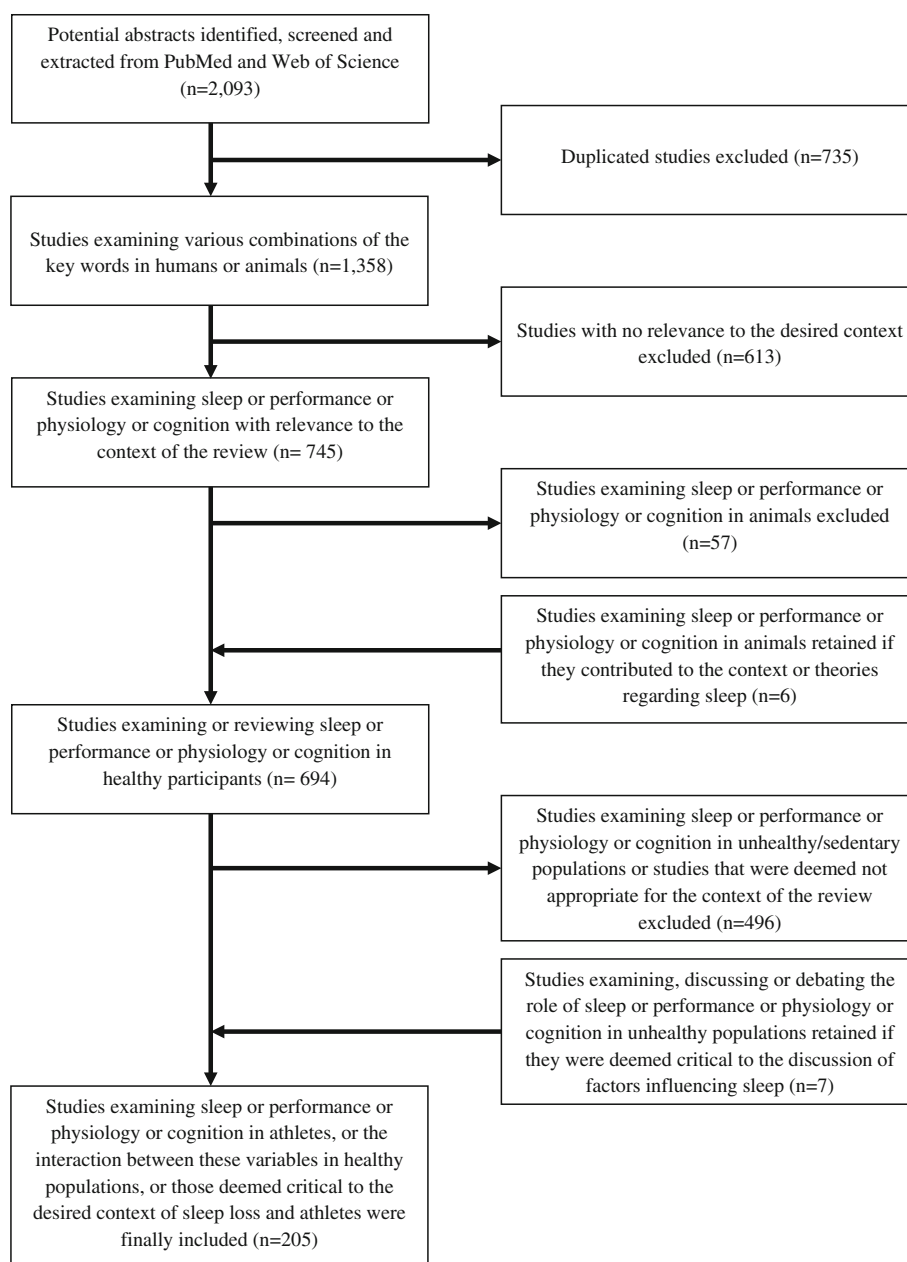 Potential abstracts identified, screened and
extracted from PubMed and Web of Science
(n=2,093)
Duplicated studies excluded (n=735)
Studies examining various combinations of the
key words in humans or animals (n=1,358)
Studies with no relevance to the desired context
excluded (n=613)
Studies examining sleep or performance or
physiology or cognition with relevance to the
context of the review (n= 745)
Studies examining sleep or performance or
physiology or cognition in animals excluded
(n=57)
Studies examining sleep or performance or
physiology or cognition in animals retained if
they contributed to the context or theories
regarding sleep (n=6)
Studies examining or reviewing sleep or
performance or physiology or cognition in
healthy participants (n= 694)
Studies examining sleep or performance or
physiology or cognition in unhealthy/sedentary
populations or studies that were deemed not
appropriate for the context of the review
excluded (n=496)
Studies examining, discussing or debating the
role of sleep or performance or physiology or
cognition in unhealthy populations retained if
they were deemed critical to the discussion of
factors influencing sleep (n=7)
Studies examining sleep or performance or
physiology or cognition in athletes, or the
interaction between these variables in healthy
populations, or those deemed critical to the
desired context of sleep loss and athletes were
finally included (n=205)